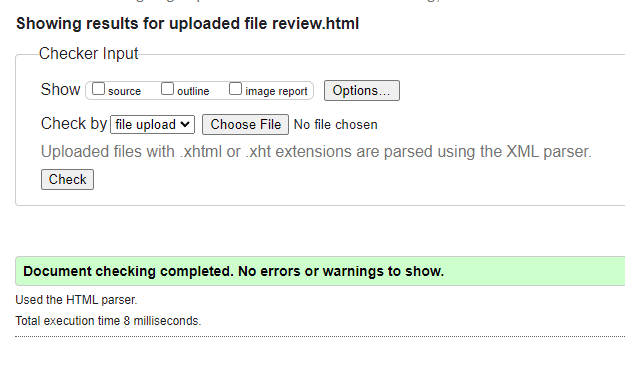 Showing results for uploaded file review.html
Checker Input
Show source outline image report Options...
Check by file upload Choose File No file chosen
Uploaded files with .xhtml or .xht extensions are parsed using the XML parser.
Check
Document checking completed. No errors or warnings to show.
Used the HTML parser.
Total execution time 8 milliseconds.